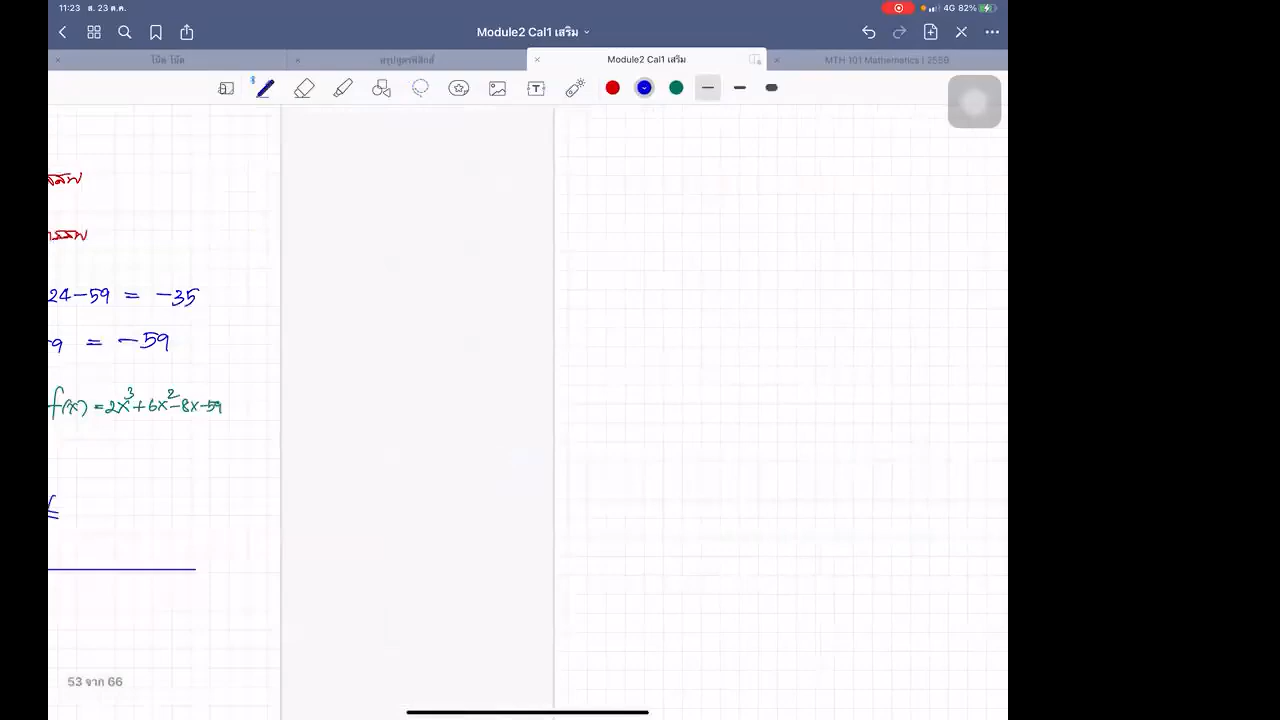 11:23 ส. 23 ต.ค.
4G 82%
Module2 Cal1 เสริม
โน๊ต โน๊ต
สรุปสูตรฟิสิกส์
Module2 Cal1 เสริม
MTH 101 Mathematics | 2559
24-59 = -35
9 = -59
f(x) = 2x³+6x²-8x-59
53 จาก 66